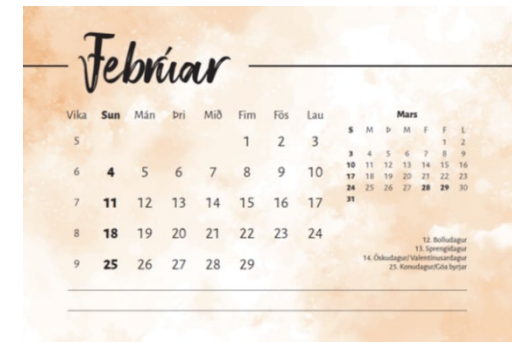 Febrúar
Vika Sun Mán Þri Mið Fim Fös Lau
5 1 2 3
6 4 5 6 7 8 9 10
7 11 12 13 14 15 16 17
8 18 19 20 21 22 23 24
9 25 26 27 28 29
Mars
S M Þ M F F L
1 2
3 4 5 6 7 8 9
10 11 12 13 14 15 16
17 18 19 20 21 22 23
24 25 26 27 28 29 30
31
12. Bolludagur
13. Sprengidagur
14. Öskudagur/Valentínusardagur
25. Konudagur/Góa byrjar